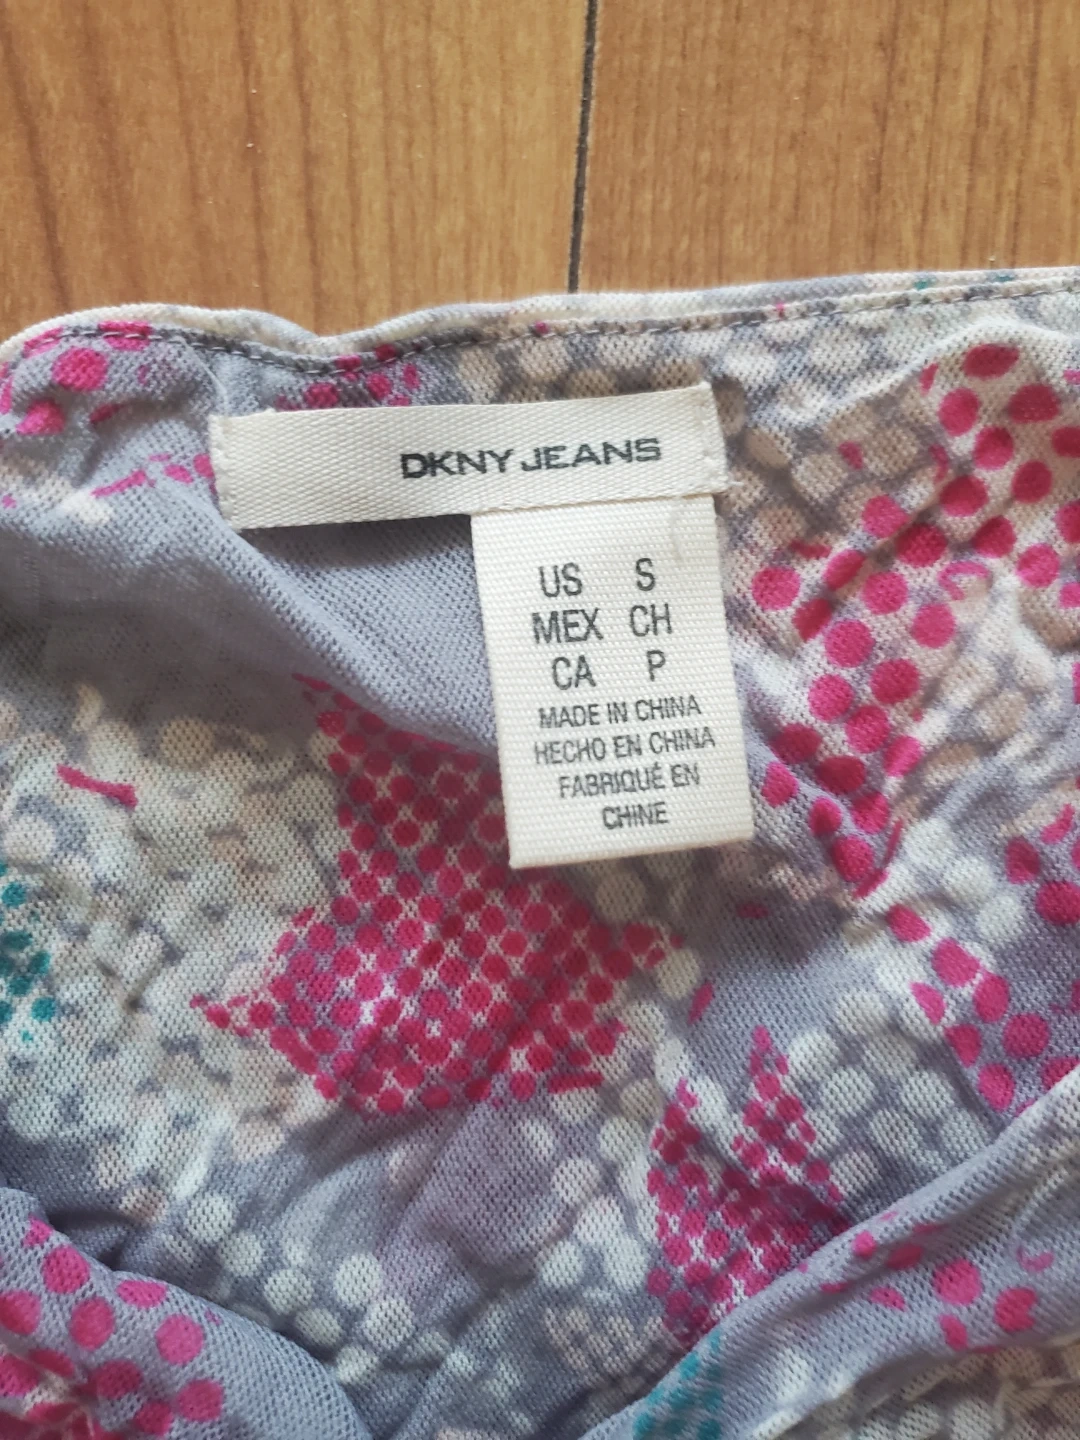 DKNY JEANS
US S
MEX CH
CA P
MADE IN CHINA
HECHO EN CHINA
FABRIQUÉ EN
CHINE